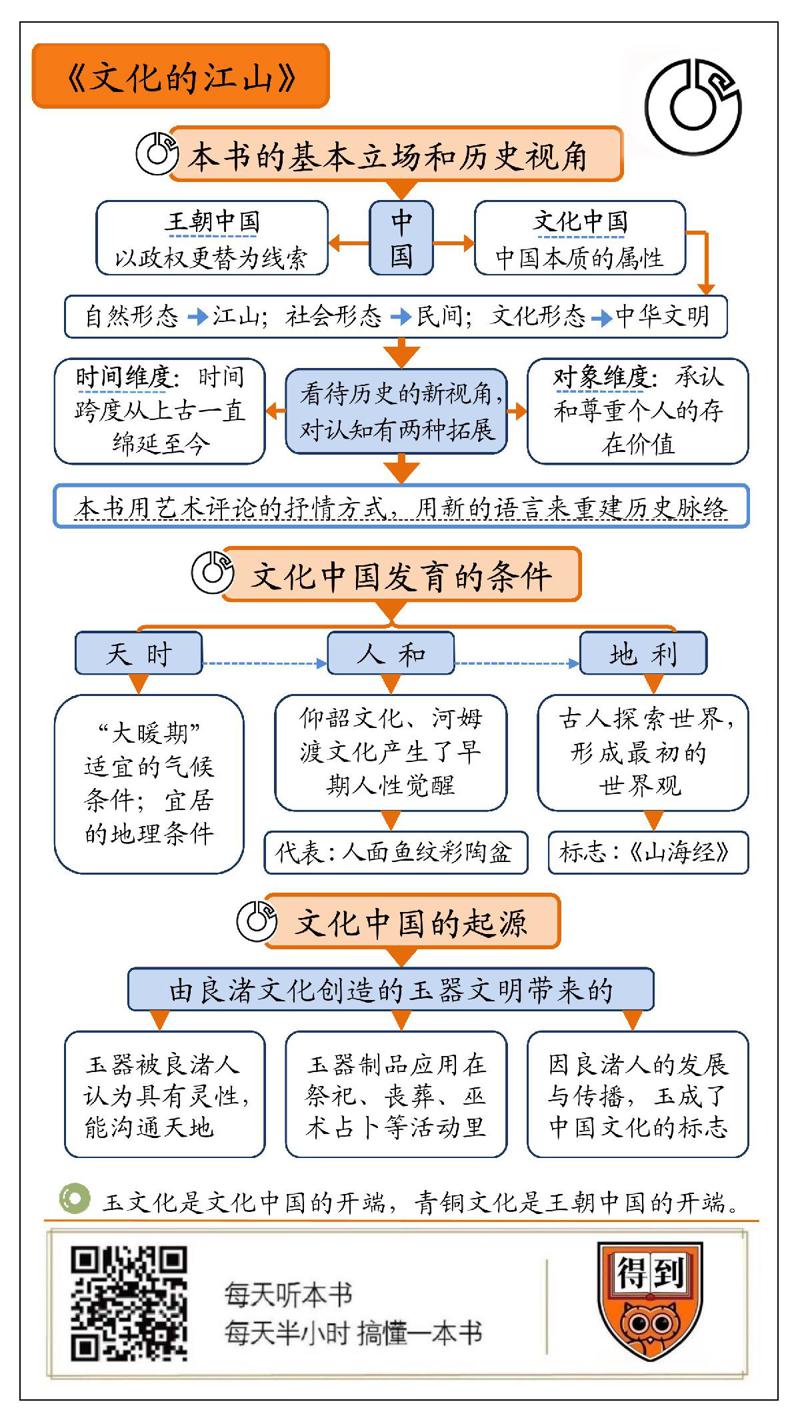 《文化的江山》
本书的基本立场和历史视角
王朝中国
以政权更替为线索
中
国
文化中国
中国本质的属性
自然形态➔江山；社会形态➔民间；文化形态➔中华文明
时间维度：时间
跨度从上古一直
绵延至今
看待历史的新视角，
对认知有两种拓展
对象维度：承认
和尊重个人的存
在价值
本书用艺术评论的抒情方式，用新的语言来重建历史脉络
文化中国发育的条件
天时
人和
地利
“大暖期”
适宜的气候
条件；宜居
的地理条件
仰韶文化、河姆
渡文化产生了早
期人性觉醒
代表：人面鱼纹彩陶盆
古人探索世界，
形成最初的
世界观
标志：《山海经》
文化中国的起源
由良渚文化创造的玉器文明带来的
玉器被良渚人
认为具有灵性，
能沟通天地
玉器制品应用在
祭祀、丧葬、巫
术占卜等活动里
因良渚人的发展
与传播，玉成了
中国文化的标志
玉文化是文化中国的开端，青铜文化是王朝中国的开端。
每天听本书
每天半小时 搞懂一本书
得到